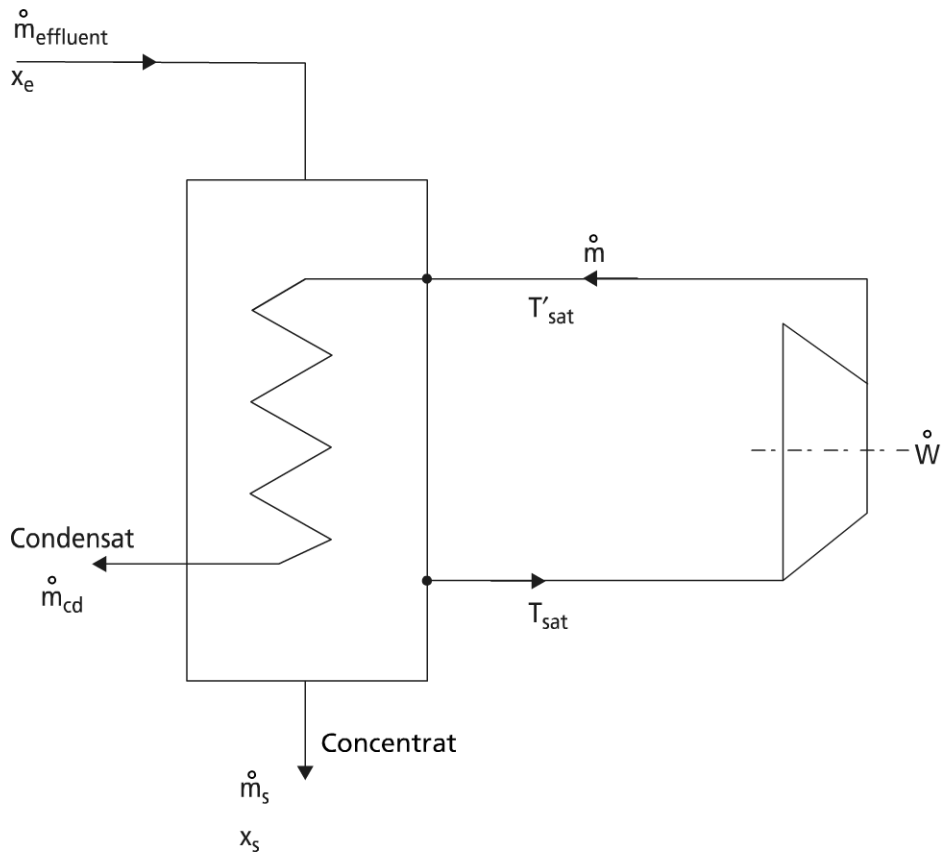 m̊effluent
xe
m̊
T′sat
W̊
Condensat
m̊cd
Tsat
Concentrat
m̊s
xs